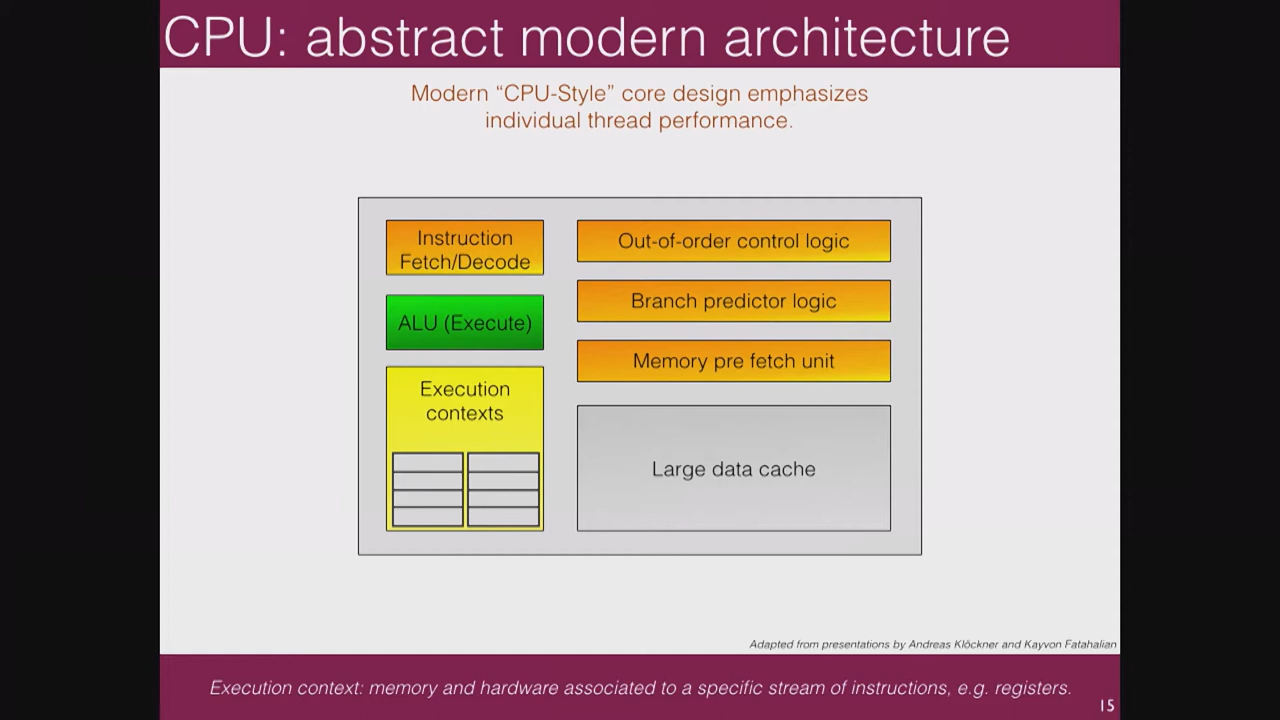 CPU: abstract modern architecture
Modern “CPU-Style” core design emphasizes
individual thread performance.
Instruction
Fetch/Decode
ALU (Execute)
Execution
contexts
Out-of-order control logic
Branch predictor logic
Memory pre fetch unit
Large data cache
Adapted from presentations by Andreas Klöckner and Kayvon Fatahalian
Execution context: memory and hardware associated to a specific stream of instructions, e.g. registers.
15